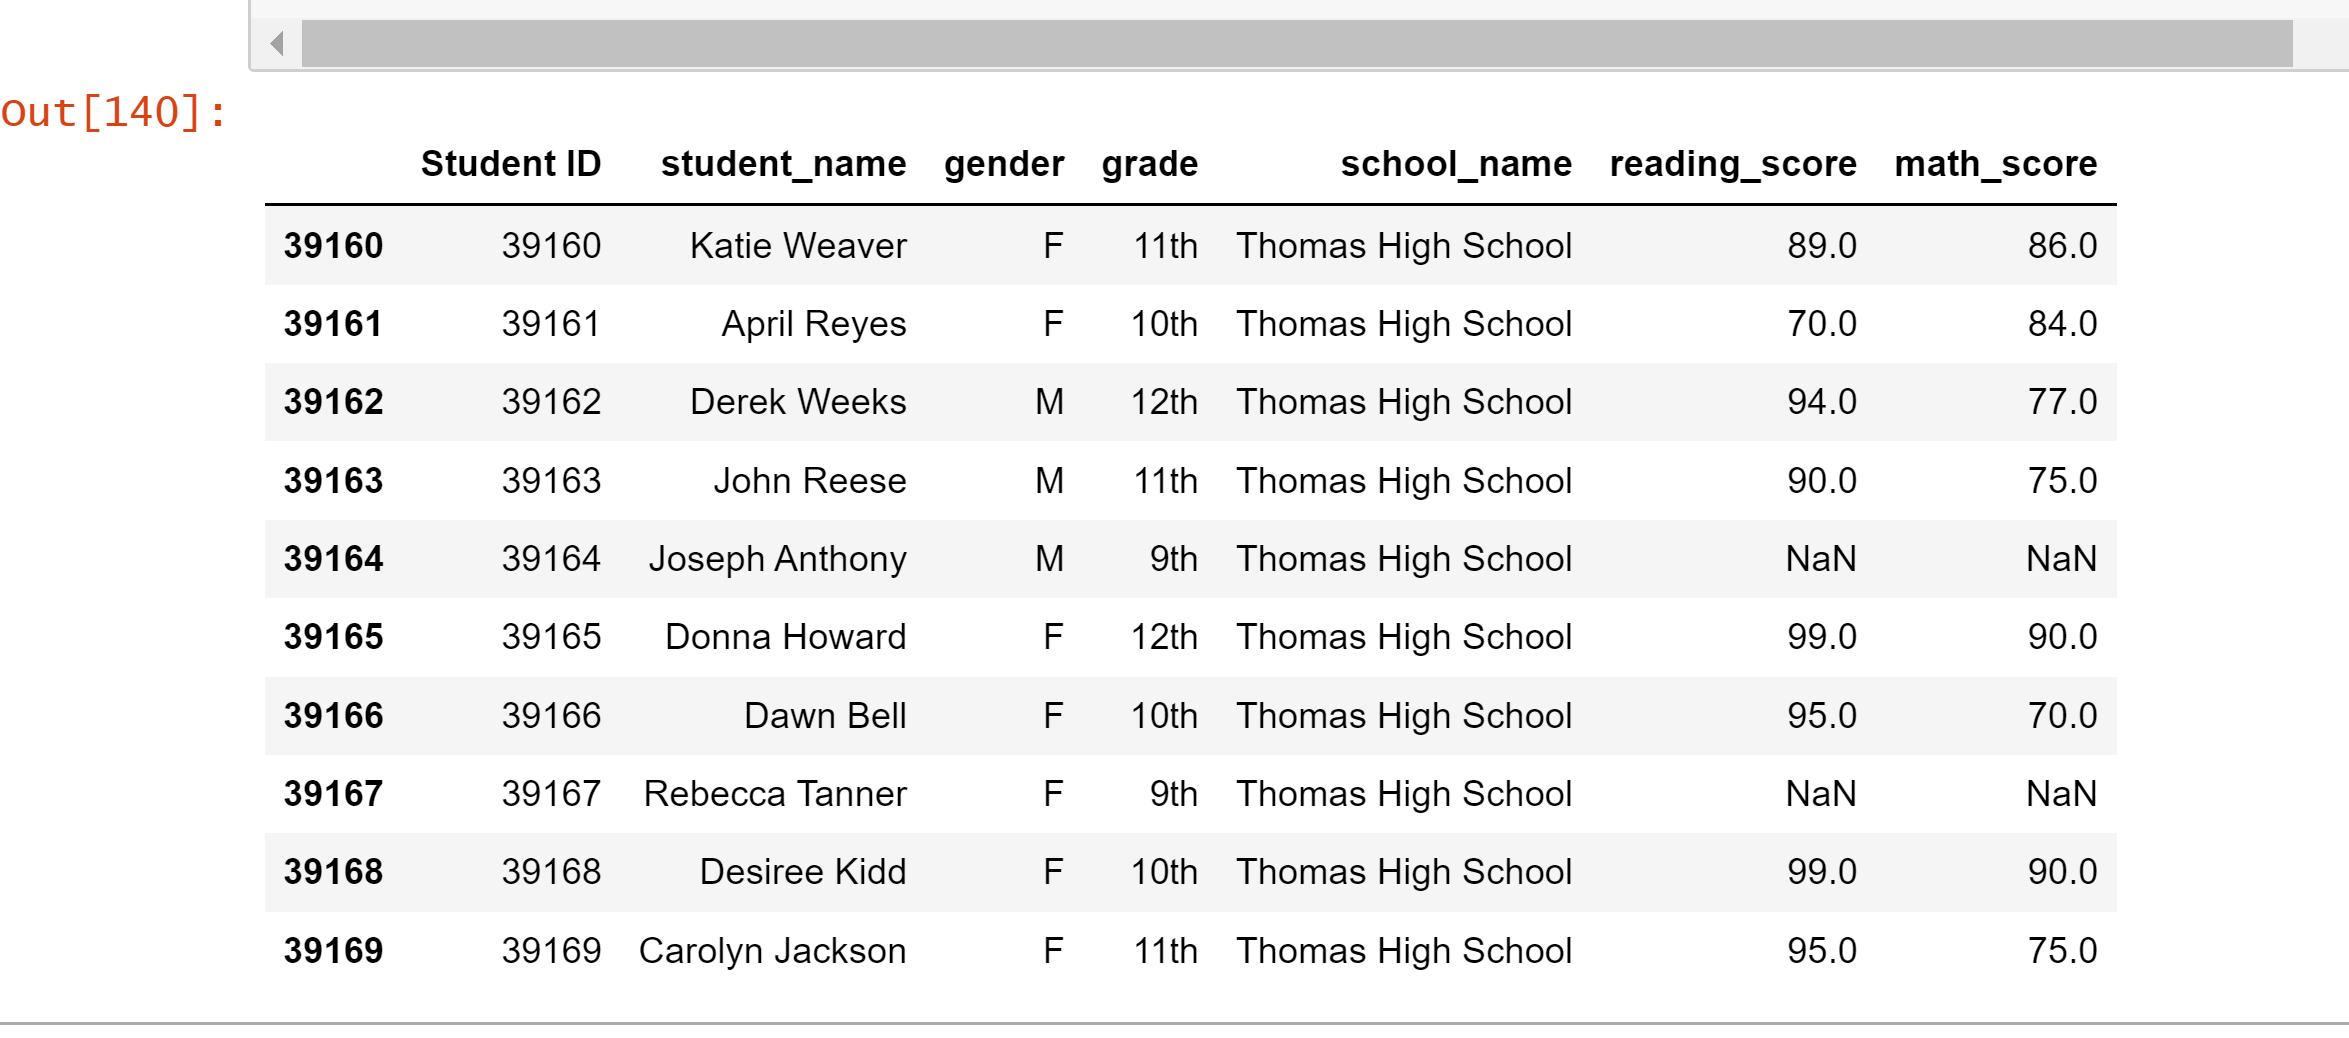 out[140]:
Student ID student_name gender grade school_name reading_score math_score
39160 39160 Katie Weaver F 11th Thomas High School 89.0 86.0
39161 39161 April Reyes F 10th Thomas High School 70.0 84.0
39162 39162 Derek Weeks M 12th Thomas High School 94.0 77.0
39163 39163 John Reese M 11th Thomas High School 90.0 75.0
39164 39164 Joseph Anthony M 9th Thomas High School NaN NaN
39165 39165 Donna Howard F 12th Thomas High School 99.0 90.0
39166 39166 Dawn Bell F 10th Thomas High School 95.0 70.0
39167 39167 Rebecca Tanner F 9th Thomas High School NaN NaN
39168 39168 Desiree Kidd F 10th Thomas High School 99.0 90.0
39169 39169 Carolyn Jackson F 11th Thomas High School 95.0 75.0